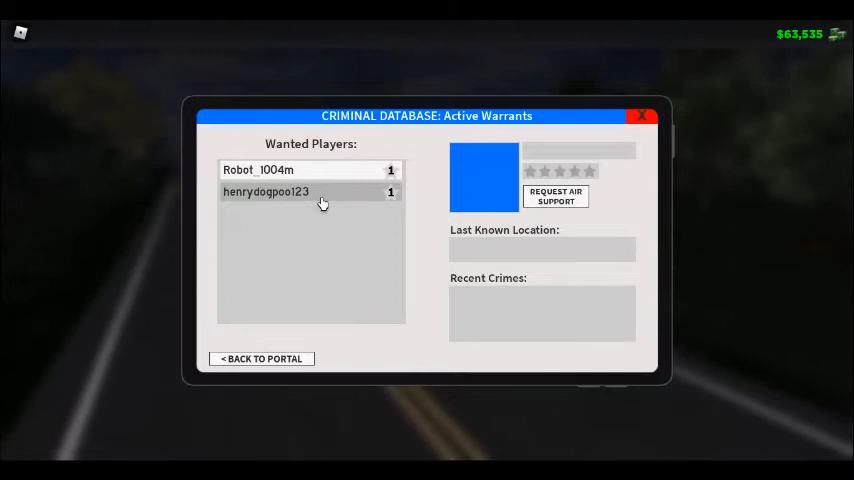 $63,535
CRIMINAL DATABASE: Active Warrants
X
Wanted Players:
Robot_1004m 1
henrydogpoo123 1
REQUEST AIR
SUPPORT
Last Known Location:
Recent Crimes:
< BACK TO PORTAL